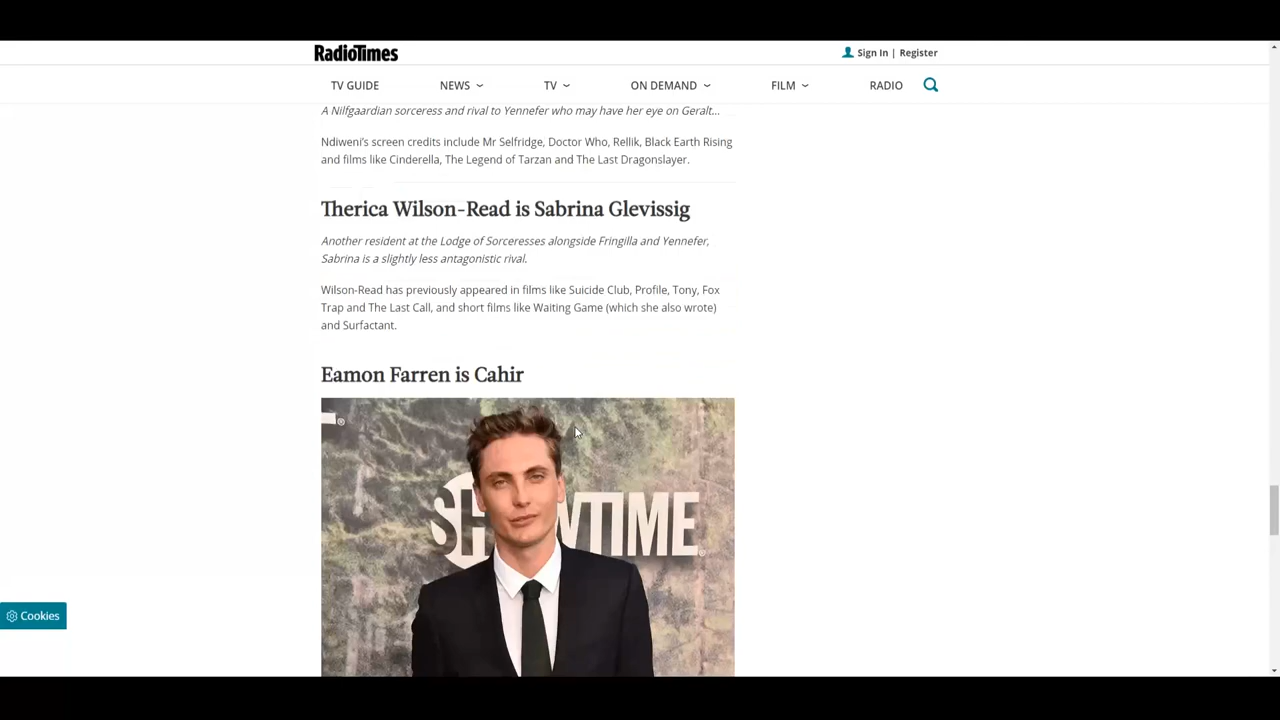 RadioTimes
Sign In | Register
TV GUIDE NEWS TV ON DEMAND FILM RADIO
A Nilfgaardian sorceress and rival to Yennefer who may have her eye on Geralt…
Ndiweni's screen credits include Mr Selfridge, Doctor Who, Rellik, Black Earth Rising
and films like Cinderella, The Legend of Tarzan and The Last Dragonslayer.
Therica Wilson-Read is Sabrina Glevissig
Another resident at the Lodge of Sorceresses alongside Fringilla and Yennefer,
Sabrina is a slightly less antagonistic rival.
Wilson-Read has previously appeared in films like Suicide Club, Profile, Tony, Fox
Trap and The Last Call, and short films like Waiting Game (which she also wrote)
and Surfactant.
Eamon Farren is Cahir
SHOWTIME®
Cookies